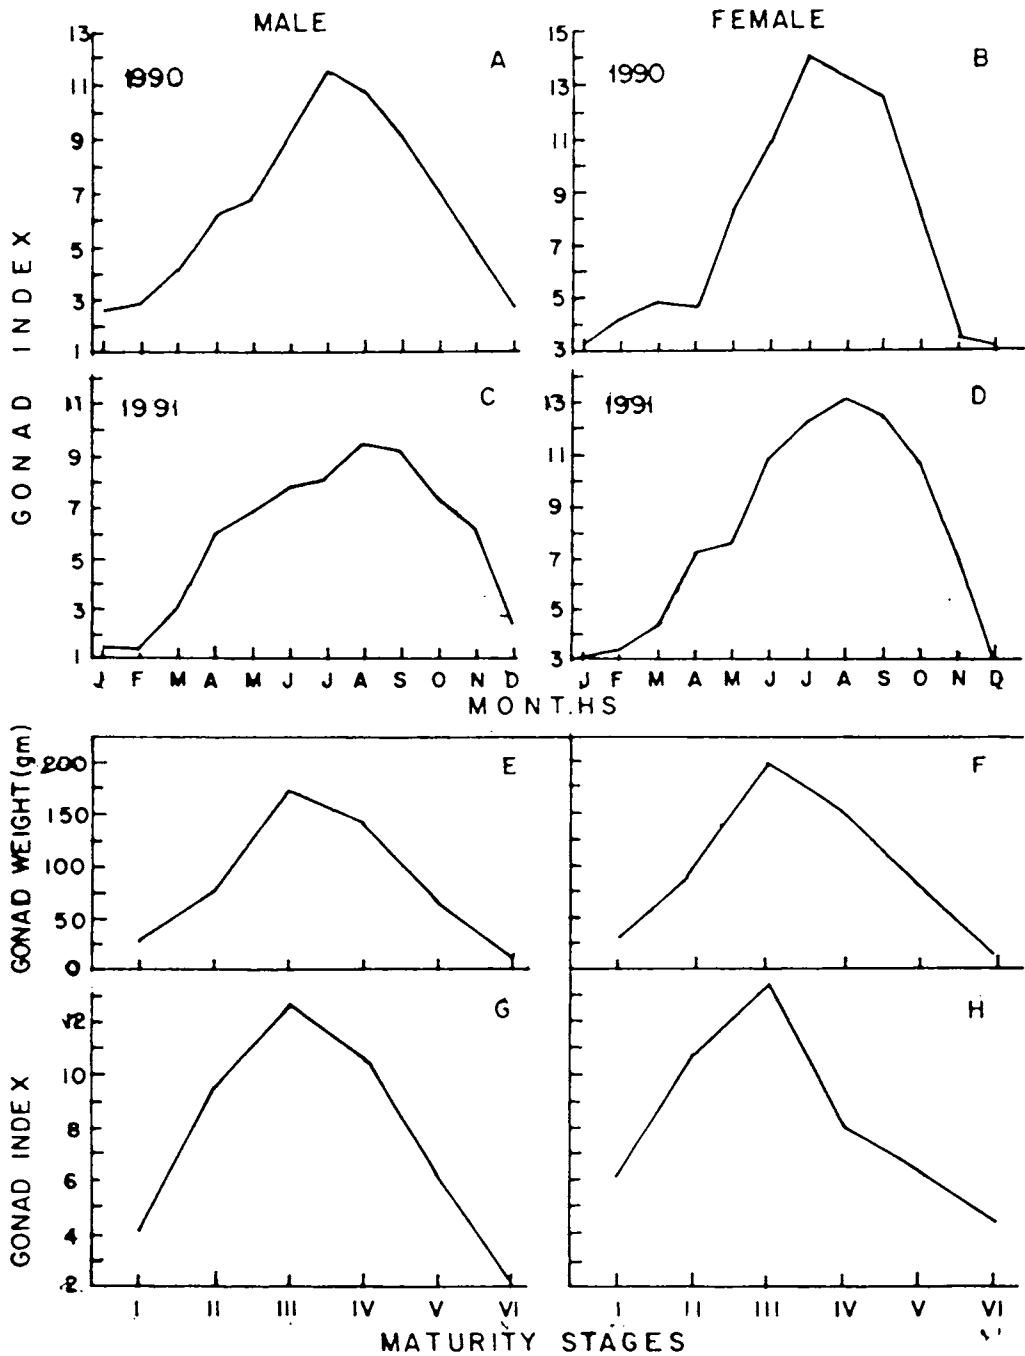 MALE FEMALE
13 15
A B
1990 1990
11 13
9 11
7 9
5 7
3 5
1 3
GONAD INDEX
C D
1991 1991
11 13
9 11
7 9
5 7
3 5
1 3
J F M A M J J A S O N D J F M A M J J A S O N D
MONTHS
GONAD WEIGHT(gm)
200 E F
150
100
50
0
GONAD INDEX
G H
12
10
8
6
4
2
I II III IV V VI I II III IV V VI
MATURITY STAGES